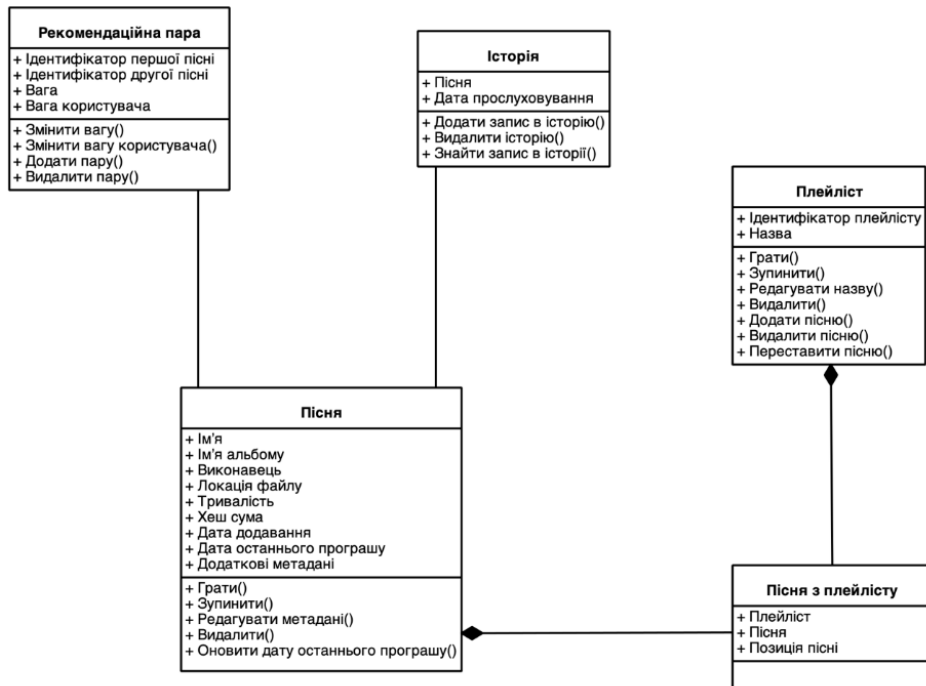 Рекомендаційна пара
+ Ідентифікатор першої пісні
+ Ідентифікатор другої пісні
+ Вага
+ Вага користувача
+ Змінити вагу()
+ Змінити вагу користувача()
+ Додати пару()
+ Видалити пару()
Історія
+ Пісня
+ Дата прослуховування
+ Додати запис в історію()
+ Видалити історію()
+ Знайти запис в історії()
Плейліст
+ Ідентифікатор плейлісту
+ Назва
+ Грати()
+ Зупинити()
+ Редагувати назву()
+ Видалити()
+ Додати пісню()
+ Видалити пісню()
+ Переставити пісню()
Пісня
+ Ім'я
+ Ім'я альбому
+ Виконавець
+ Локація файлу
+ Тривалість
+ Хеш сума
+ Дата додавання
+ Дата останнього програшу
+ Додаткові метадані
+ Грати()
+ Зупинити()
+ Редагувати метадані()
+ Видалити()
+ Оновити дату останнього програшу()
Пісня з плейлісту
+ Плейліст
+ Пісня
+ Позиція пісні